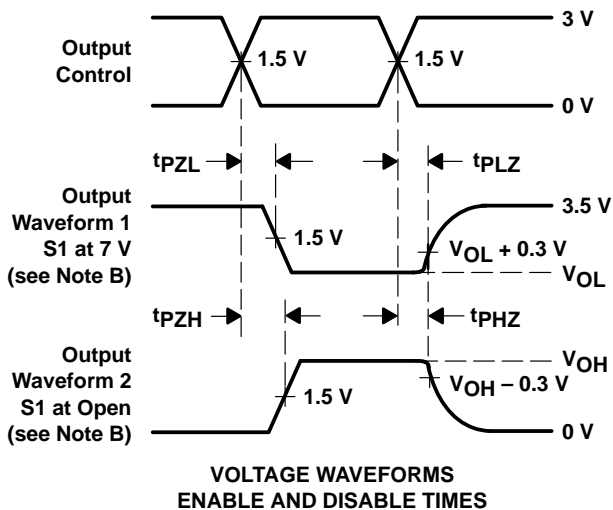 Output
Control
3 V
1.5 V
1.5 V
0 V
tPZL
tPLZ
Output
Waveform 1
S1 at 7 V
(see Note B)
3.5 V
1.5 V
VOL + 0.3 V
VOL
tPZH
tPHZ
Output
Waveform 2
S1 at Open
(see Note B)
VOH
1.5 V
VOH – 0.3 V
0 V
VOLTAGE WAVEFORMS
ENABLE AND DISABLE TIMES